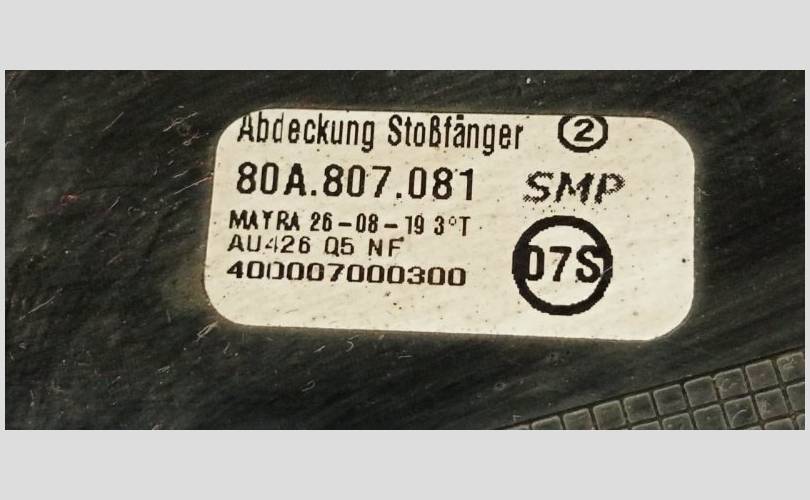 Abdeckung Stoßfänger 2
80A.807.081 SMP
MAYRA 26-08-19 3°T
AU426 Q5 NF
400007000300
07S